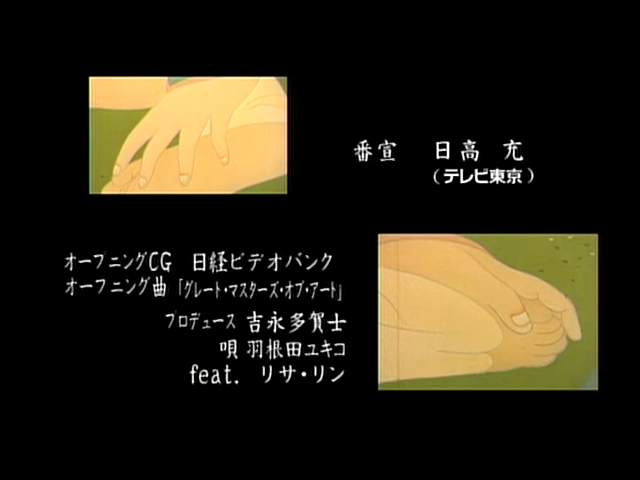 番宣 日高 充
(テレビ東京)
オープニングCG 日経ビデオバンク
オープニング曲「グレート・マスターズ・オブ・アート」
プロデュース 吉永多賀士
唄 羽根田ユキコ
feat. リサ・リン